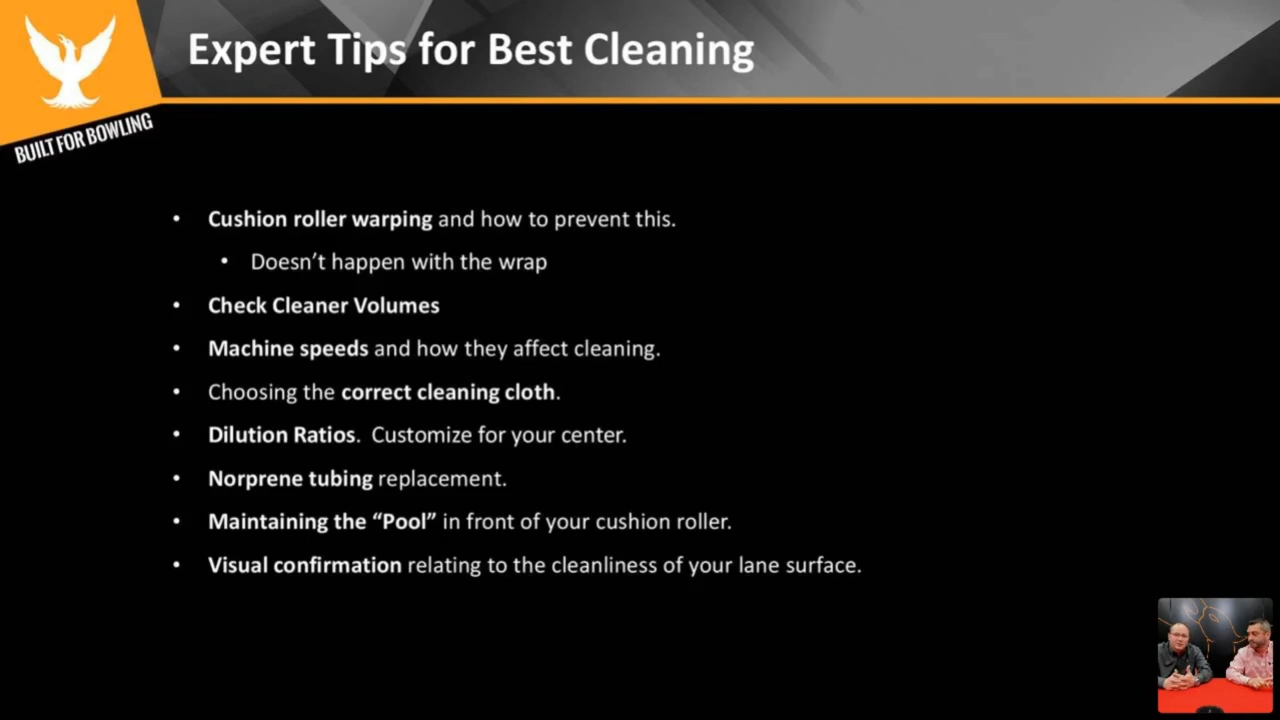 Expert Tips for Best Cleaning
BUILT FOR BOWLING
• Cushion roller warping and how to prevent this.
• Doesn’t happen with the wrap
• Check Cleaner Volumes
• Machine speeds and how they affect cleaning.
• Choosing the correct cleaning cloth.
• Dilution Ratios.  Customize for your center.
• Norprene tubing replacement.
• Maintaining the “Pool” in front of your cushion roller.
• Visual confirmation relating to the cleanliness of your lane surface.